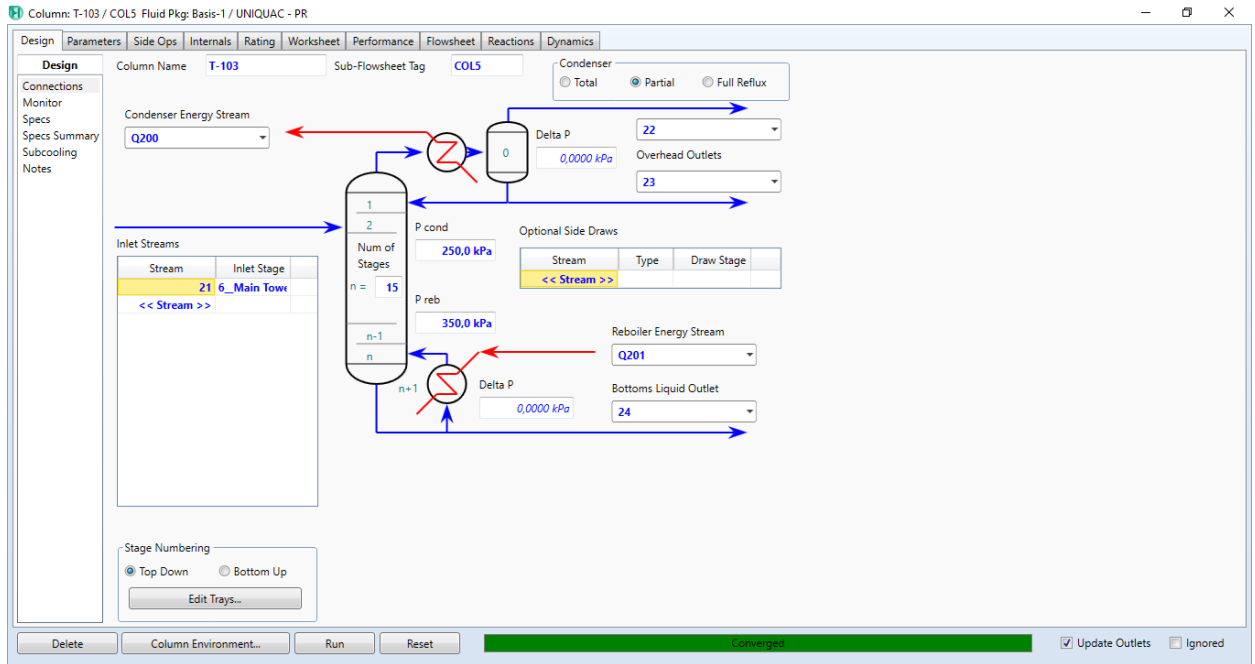 Column: T-103 / COL5 Fluid Pkg: Basis-1 / UNIQUAC - PR
Design Parameters Side Ops Internals Rating Worksheet Performance Flowsheet Reactions Dynamics
Design
Connections
Monitor
Specs
Specs Summary
Subcooling
Notes
Column Name T-103 Sub-Flowsheet Tag COL5
Condenser
Total Partial Full Reflux
Condenser Energy Stream
Q200
0
Delta P
0,0000 kPa
22
Overhead Outlets
23
1
2
Num of
Stages
n = 15
n-1
n
n+1
P cond
250,0 kPa
P reb
350,0 kPa
Inlet Streams
Stream Inlet Stage
21 6__Main Towe
<< Stream >>
Optional Side Draws
Stream Type Draw Stage
<< Stream >>
Reboiler Energy Stream
Q201
Delta P
0,0000 kPa
Bottoms Liquid Outlet
24
Stage Numbering
Top Down Bottom Up
Edit Trays...
Delete Column Environment... Run Reset Converged Update Outlets Ignored